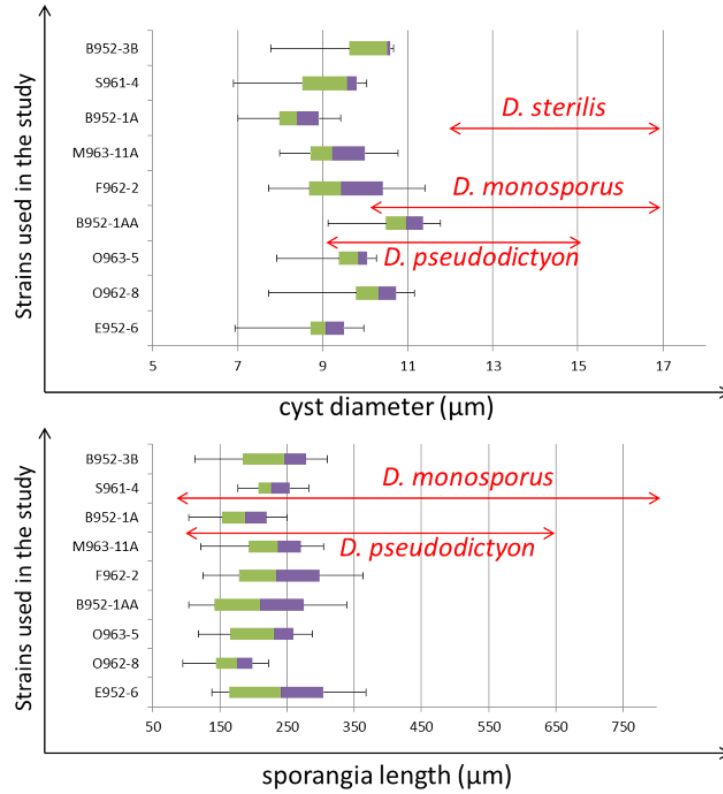 Strains used in the study
B952-3B
S961-4
B952-1A
D. sterilis
M963-11A
F962-2
D. monosporus
B952-1AA
O963-5
D. pseudodictyon
O962-8
E952-6
5 7 9 11 13 15 17
cyst diameter (μm)
Strains used in the study
B952-3B
D. monosporus
S961-4
B952-1A
M963-11A
D. pseudodictyon
F962-2
B952-1AA
O963-5
O962-8
E952-6
50 150 250 350 450 550 650 750
sporangia length (μm)